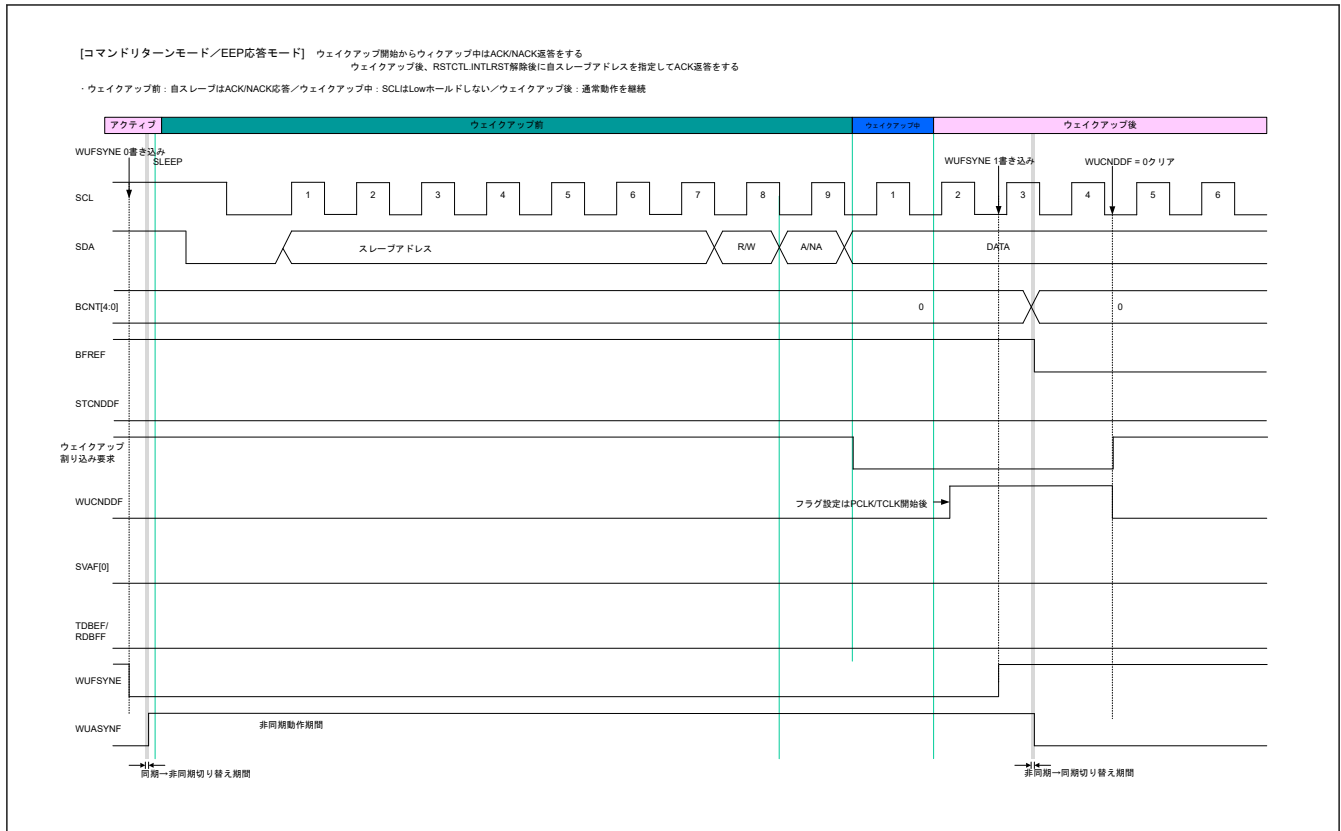 [コマンドリターンモード／EEP応答モード] ウェイクアップ開始からウィクアップ中はACK/NACK返答をする
ウェイクアップ後、RSTCTL.INTLRST解除後に自スレーブアドレスを指定してACK返答をする
・ウェイクアップ前：自スレーブはACK/NACK応答／ウェイクアップ中：SCLはLowホールドしない／ウェイクアップ後：通常動作を継続
アクティブ ウェイクアップ前 ウェイクアップ中 ウェイクアップ後
WUFSYNE 0書き込み
SLEEP
WUFSYNE 1書き込み
WUCNDDF = 0クリア
SCL 1 2 3 4 5 6 7 8 9 1 2 3 4 5 6
SDA スレーブアドレス R/W A/NA DATA
BCNT[4:0] 0 0
BFREF
STCNDDF
ウェイクアップ
割り込み要求
WUCNDDF フラグ設定はPCLK/TCLK開始後
SVAF[0]
TDBEF/
RDBFF
WUFSYNE
WUASYNF 非同期動作期間
同期→非同期切り替え期間 非同期→同期切り替え期間